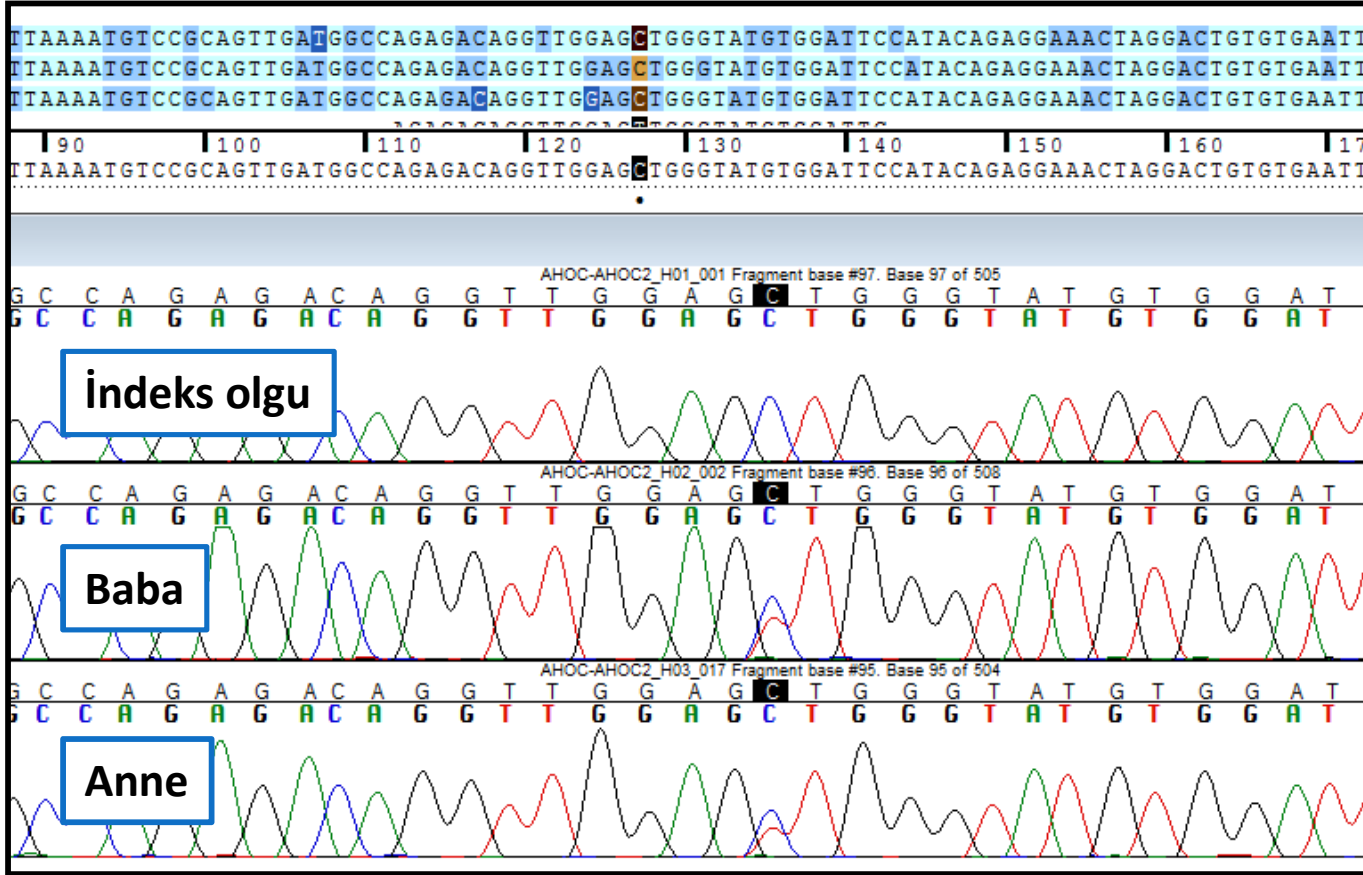 TTAAAATGTCCGCAGTTGATGGCCAGAGACAGGTTGGAGCTGGGTATGTGGATTCCATACAGAGGAAACTAGGACTGTGTGAATT
TTAAAATGTCCGCAGTTGATGGCCAGAGACAGGTTGGAGCTGGGTATGTGGATTCCATACAGAGGAAACTAGGACTGTGTGAATT
TTAAAATGTCCGCAGTTGATGGCCAGAGACAGGTTGGAGCTGGGTATGTGGATTCCATACAGAGGAAACTAGGACTGTGTGAATT
AGAGACAGGTTGGAGTTGGGTATGTGGATTC
90 100 110 120 130 140 150 160 17
TTAAAATGTCCGCAGTTGATGGCCAGAGACAGGTTGGAGCTGGGTATGTGGATTCCATACAGAGGAAACTAGGACTGTGTGAATT
AHOC-AHOC2_H01_001 Fragment base #97. Base 97 of 505
G C C A G A G A C A G G T T G G A G C T G G G T A T G T G G A T
G C C A G A G A C A G G T T G G A G C T G G G T A T G T G G A T
İndeks olgu
AHOC-AHOC2_H02_002 Fragment base #96. Base 96 of 508
G C C A G A G A C A G G T T G G A G C T G G G T A T G T G G A T
G C C A G A G A C A G G T T G G A G C T G G G T A T G T G G A T
Baba
AHOC-AHOC2_H03_017 Fragment base #95. Base 95 of 504
G C C A G A G A C A G G T T G G A G C T G G G T A T G T G G A T
G C C A G A G A C A G G T T G G A G C T G G G T A T G T G G A T
Anne